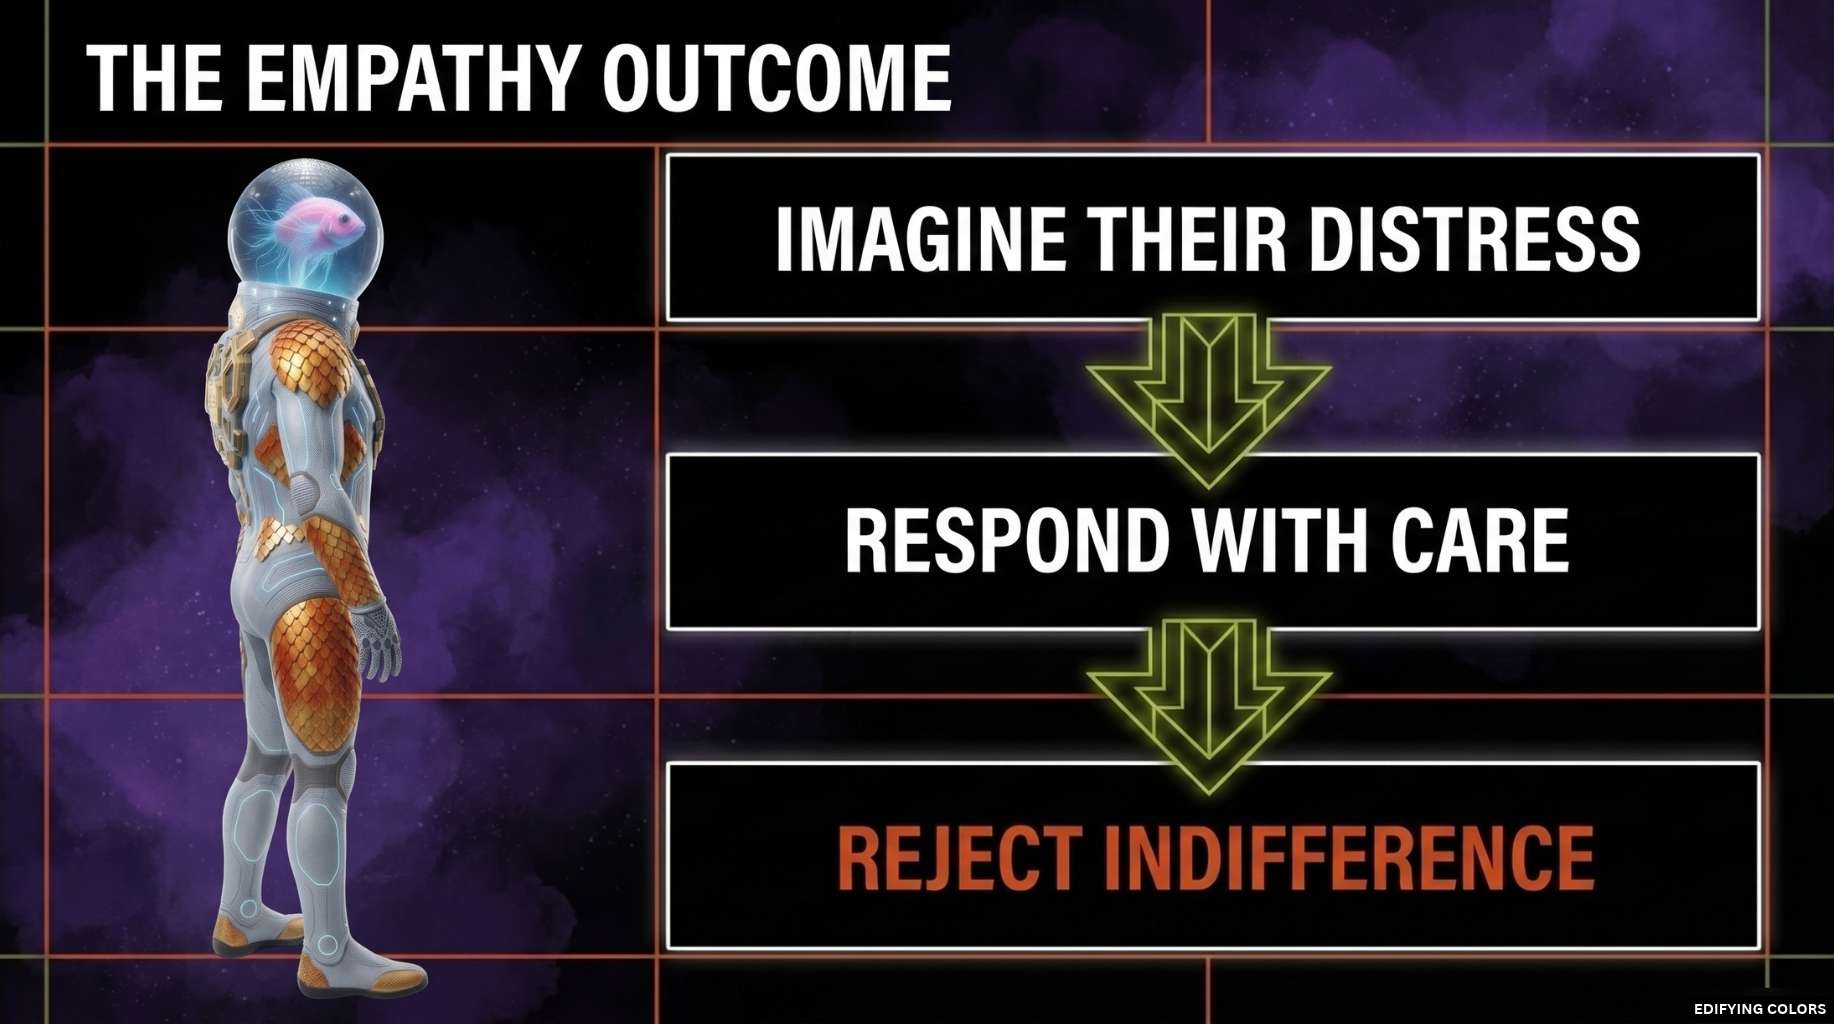 THE EMPATHY OUTCOME
IMAGINE THEIR DISTRESS
RESPOND WITH CARE
REJECT INDIFFERENCE
EDIFYING COLORS